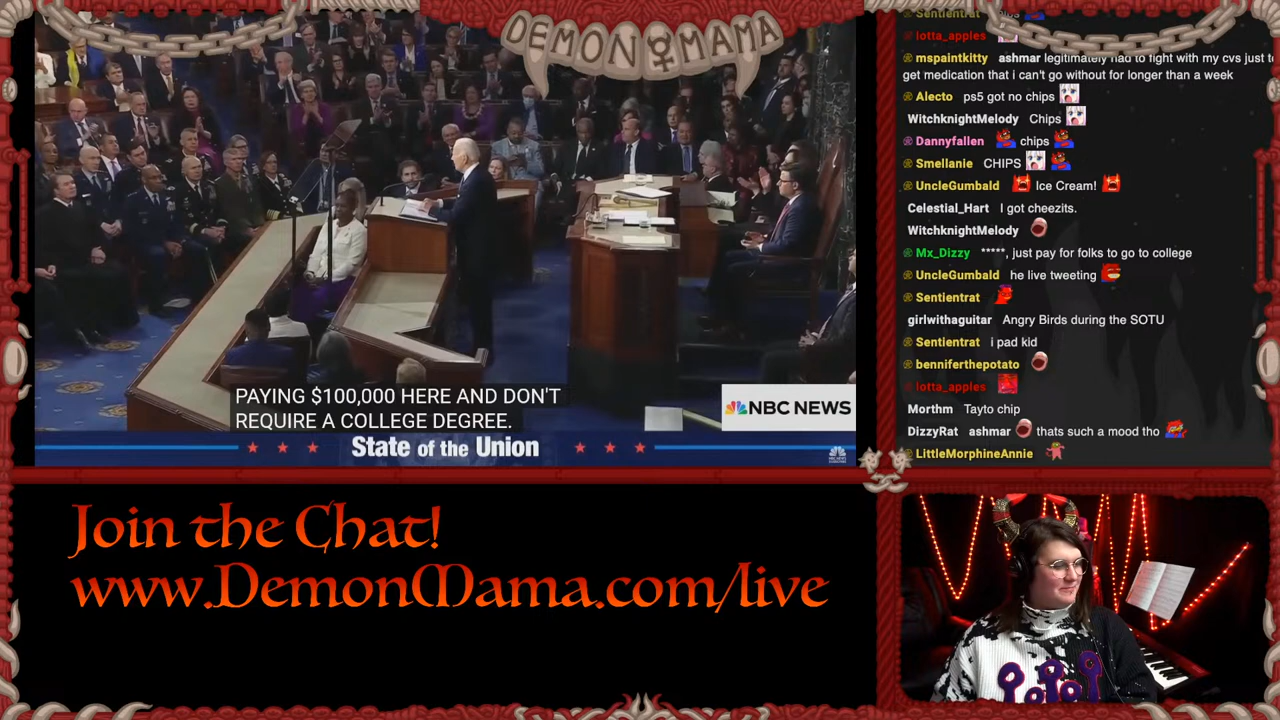 DEMON MAMA
PAYING $100,000 HERE AND DON'T
REQUIRE A COLLEGE DEGREE.
NBC NEWS
State of the Union
Sentientrat
lotta_apples
mspaintkitty ashmar legitimately had to fight with my cvs just to
get medication that i can't go without for longer than a week
Alecto ps5 got no chips
WitchknightMelody Chips
Dannyfallen chips
Smellanie CHIPS
UncleGumbald Ice Cream!
Celestial_Hart I got cheezits.
WitchknightMelody
Mx_Dizzy *****, just pay for folks to go to college
UncleGumbald he live tweeting
Sentientrat
girlwithaguitar Angry Birds during the SOTU
Sentientrat i pad kid
benniferthepotato
lotta_apples
Morthm Tayto chip
DizzyRat ashmar thats such a mood tho
LittleMorphineAnnie
Join the Chat!
www.DemonMama.com/live